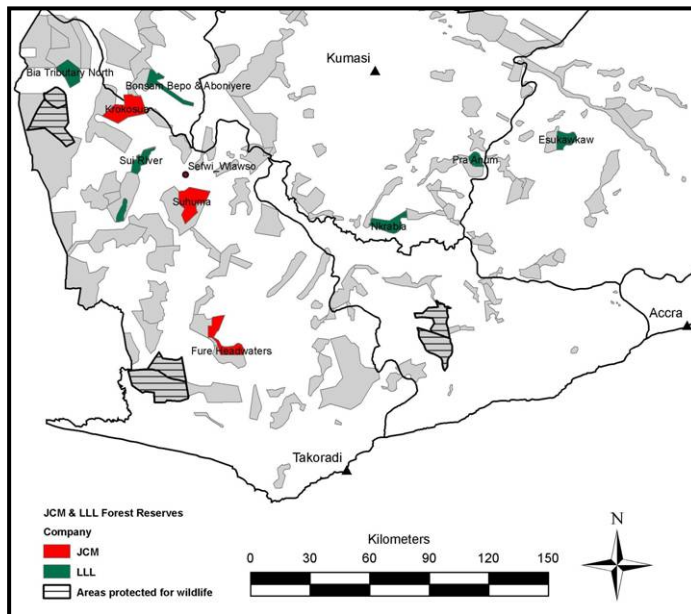 Kumasi
Bia Tributary North
Bonsam Bepo & Aboniyere
Krokosua
Esukawkaw
Sui River
Sefwi_Wiawso
Pra Anum
Suhuma
Nkrabia
Accra
Fure Headwaters
Takoradi
JCM & LLL Forest Reserves
Company
JCM
LLL
Areas protected for wildlife
Kilometers
0 30 60 90 120 150
N